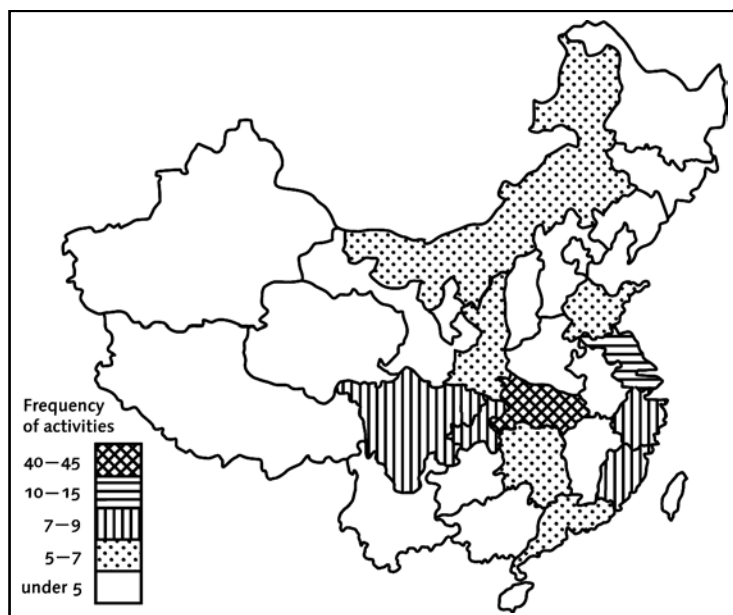 Frequency
of activities
40—45
10—15
7—9
5—7
under 5